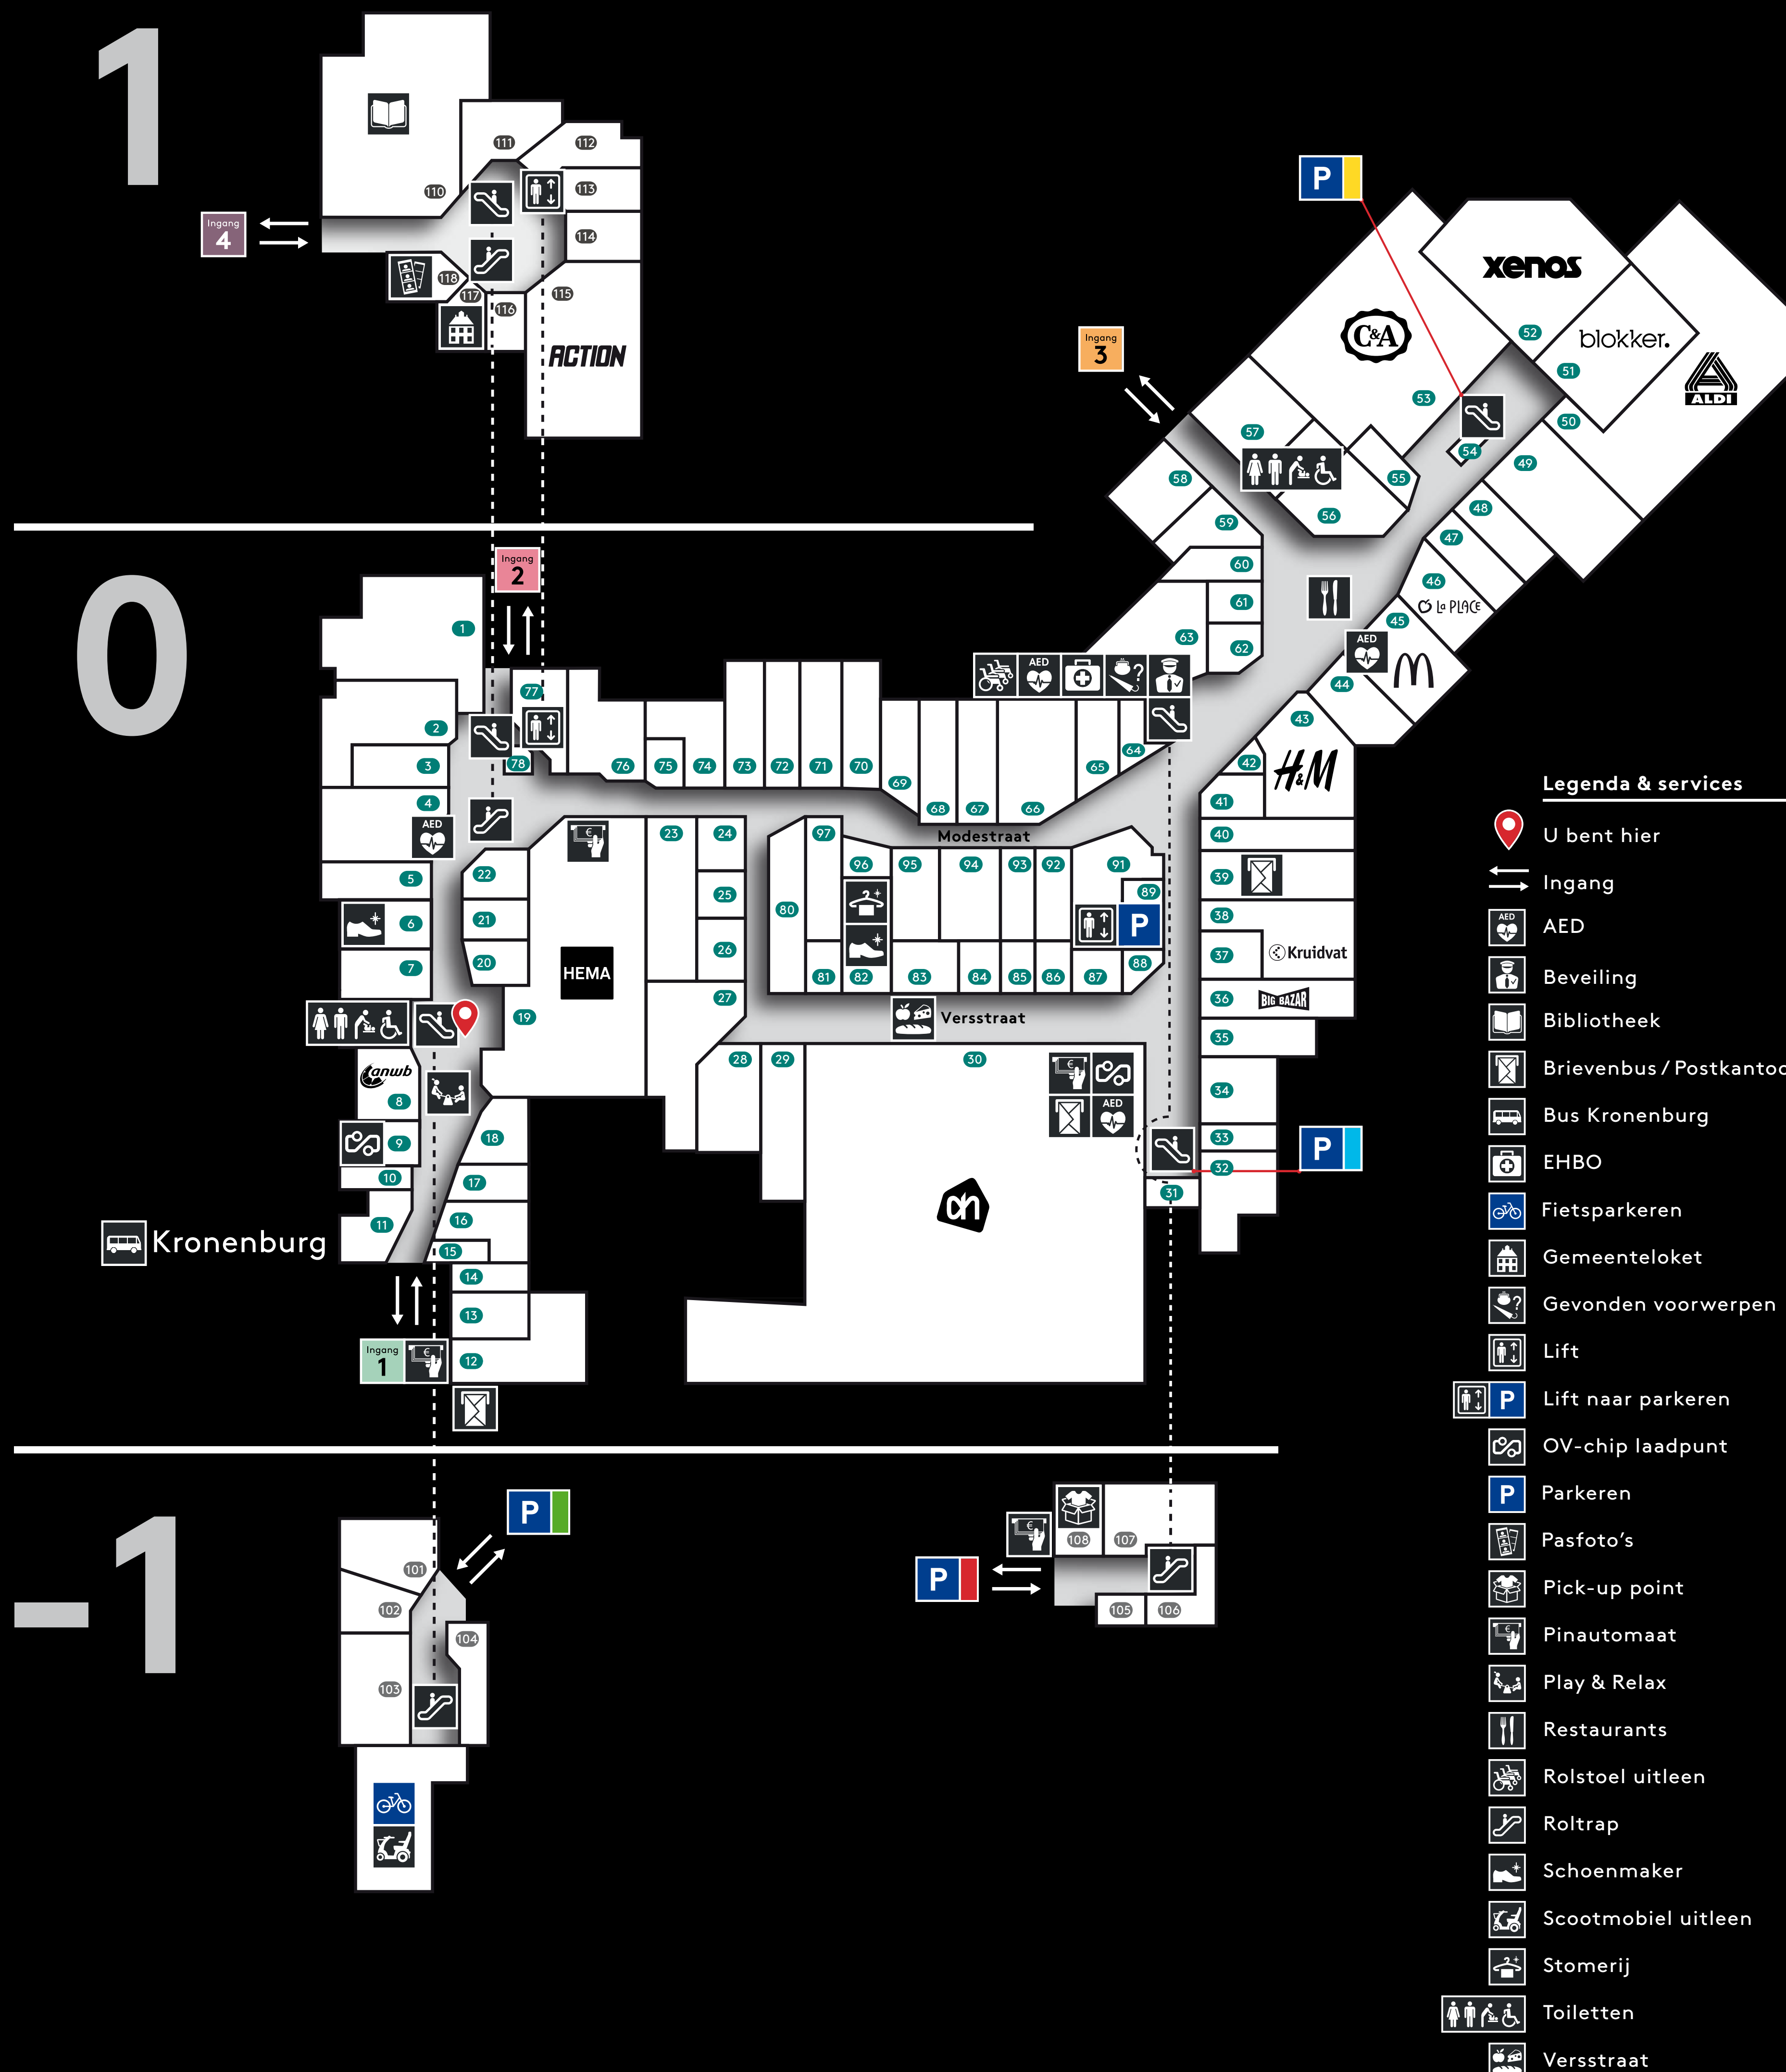 1
111
112
110
113
Ingang
4
114
118
117
115
116
ACTION
P
xenos
Ingang
3
C&A
52
blokker.
51
ALDI
53
50
57
54
49
58
55
48
59
56
47
Ingang
2
60
46
La PLACE
61
45
0
1
63
62
AED
AED
44
77
43
2
78
3
76
75
74
73
72
71
70
69
65
64
42
H&M
4
68
67
66
41
AED
23
24
97
Modestraat
40
5
22
96
95
94
93
92
91
39
25
89
6
21
80
38
P
7
20
HEMA
26
81
82
83
84
85
86
87
88
37
Kruidvat
27
36
BIG BAZAR
19
Versstraat
35
anwb
28
29
30
8
34
AED
9
18
33
P
10
17
32
31
11
16
Kronenburg
15
14
13
Ingang
1
12
-1
P
108
107
101
P
102
105
106
104
103
Legenda & services
U bent hier
Ingang
AED
AED
Beveiling
Bibliotheek
Brievenbus / Postkantoo
Bus Kronenburg
EHBO
Fietsparkeren
Gemeenteloket
Gevonden voorwerpen
Lift
P
Lift naar parkeren
OV-chip laadpunt
P
Parkeren
Pasfoto's
Pick-up point
Pinautomaat
Play & Relax
Restaurants
Rolstoel uitleen
Roltrap
Schoenmaker
Scootmobiel uitleen
Stomerij
Toiletten
Versstraat